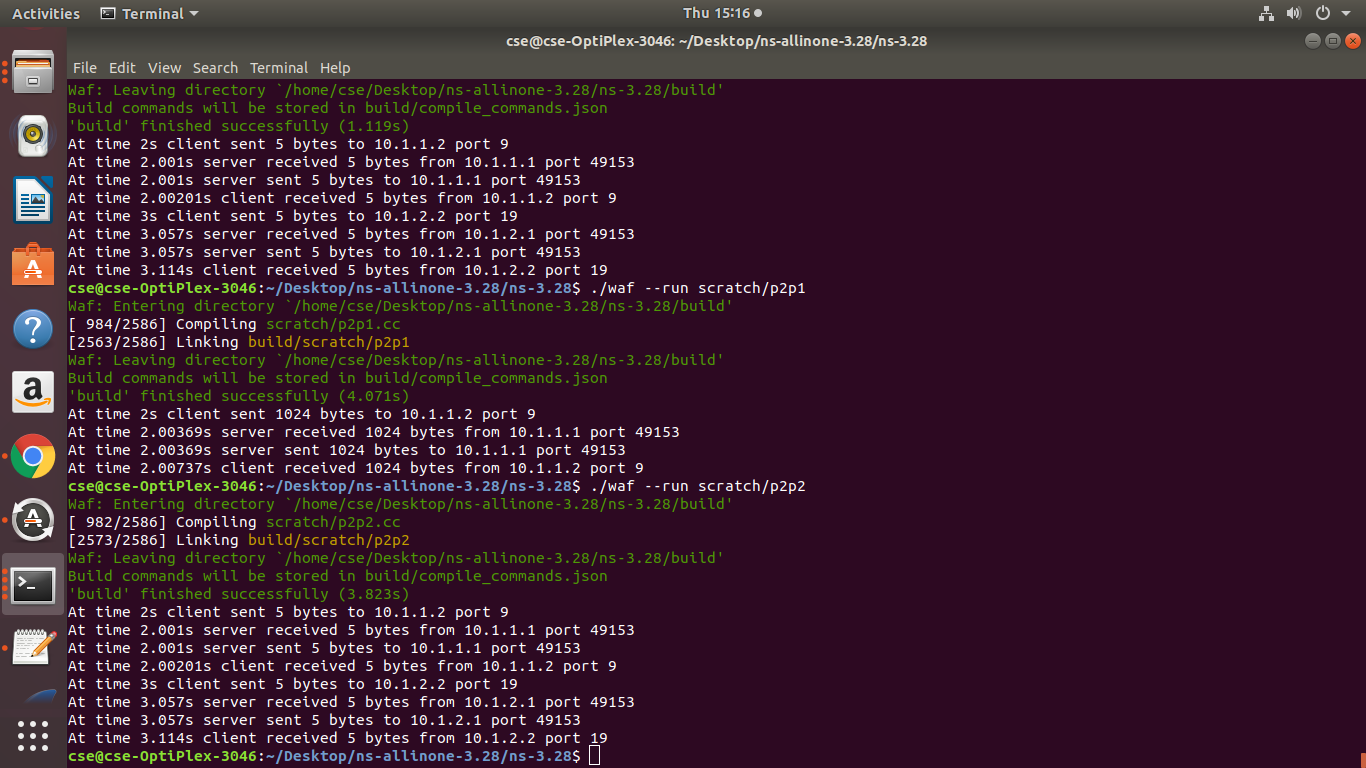 Activities Terminal Thu 15:16
cse@cse-OptiPlex-3046: ~/Desktop/ns-allinone-3.28/ns-3.28
File Edit View Search Terminal Help
Waf: Leaving directory `/home/cse/Desktop/ns-allinone-3.28/ns-3.28/build'
Build commands will be stored in build/compile_commands.json
'build' finished successfully (1.119s)
At time 2s client sent 5 bytes to 10.1.1.2 port 9
At time 2.001s server received 5 bytes from 10.1.1.1 port 49153
At time 2.001s server sent 5 bytes to 10.1.1.1 port 49153
At time 2.00201s client received 5 bytes from 10.1.1.2 port 9
At time 3s client sent 5 bytes to 10.1.2.2 port 19
At time 3.057s server received 5 bytes from 10.1.2.1 port 49153
At time 3.057s server sent 5 bytes to 10.1.2.1 port 49153
At time 3.114s client received 5 bytes from 10.1.2.2 port 19
cse@cse-OptiPlex-3046:~/Desktop/ns-allinone-3.28/ns-3.28$ ./waf --run scratch/p2p1
Waf: Entering directory `/home/cse/Desktop/ns-allinone-3.28/ns-3.28/build'
[ 984/2586] Compiling scratch/p2p1.cc
[2563/2586] Linking build/scratch/p2p1
Waf: Leaving directory `/home/cse/Desktop/ns-allinone-3.28/ns-3.28/build'
Build commands will be stored in build/compile_commands.json
'build' finished successfully (4.071s)
At time 2s client sent 1024 bytes to 10.1.1.2 port 9
At time 2.00369s server received 1024 bytes from 10.1.1.1 port 49153
At time 2.00369s server sent 1024 bytes to 10.1.1.1 port 49153
At time 2.00737s client received 1024 bytes from 10.1.1.2 port 9
cse@cse-OptiPlex-3046:~/Desktop/ns-allinone-3.28/ns-3.28$ ./waf --run scratch/p2p2
Waf: Entering directory `/home/cse/Desktop/ns-allinone-3.28/ns-3.28/build'
[ 982/2586] Compiling scratch/p2p2.cc
[2573/2586] Linking build/scratch/p2p2
Waf: Leaving directory `/home/cse/Desktop/ns-allinone-3.28/ns-3.28/build'
Build commands will be stored in build/compile_commands.json
'build' finished successfully (3.823s)
At time 2s client sent 5 bytes to 10.1.1.2 port 9
At time 2.001s server received 5 bytes from 10.1.1.1 port 49153
At time 2.001s server sent 5 bytes to 10.1.1.1 port 49153
At time 2.00201s client received 5 bytes from 10.1.1.2 port 9
At time 3s client sent 5 bytes to 10.1.2.2 port 19
At time 3.057s server received 5 bytes from 10.1.2.1 port 49153
At time 3.057s server sent 5 bytes to 10.1.2.1 port 49153
At time 3.114s client received 5 bytes from 10.1.2.2 port 19
cse@cse-OptiPlex-3046:~/Desktop/ns-allinone-3.28/ns-3.28$